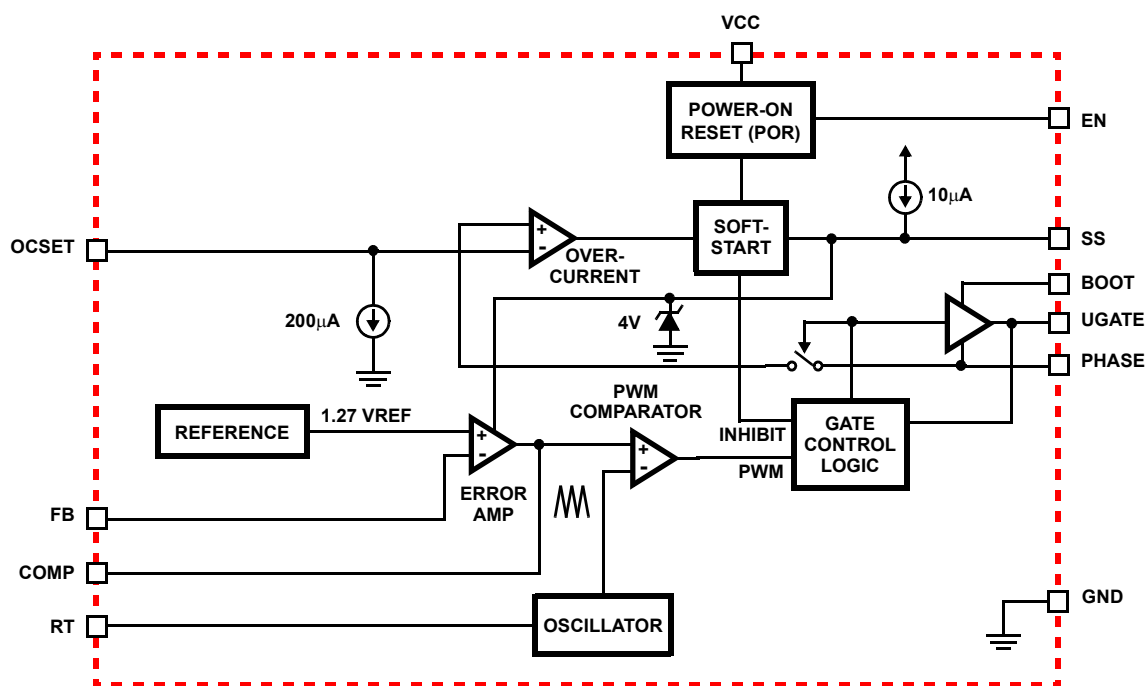 VCC
POWER-ON
RESET (POR)
EN
10µA
SOFT-
START
SS
OCSET
+
-
OVER-
CURRENT
BOOT
200µA
4V
UGATE
PHASE
PWM
COMPARATOR
1.27 VREF
REFERENCE
+
-
+
-
INHIBIT
PWM
GATE
CONTROL
LOGIC
ERROR
AMP
FB
COMP
GND
RT
OSCILLATOR